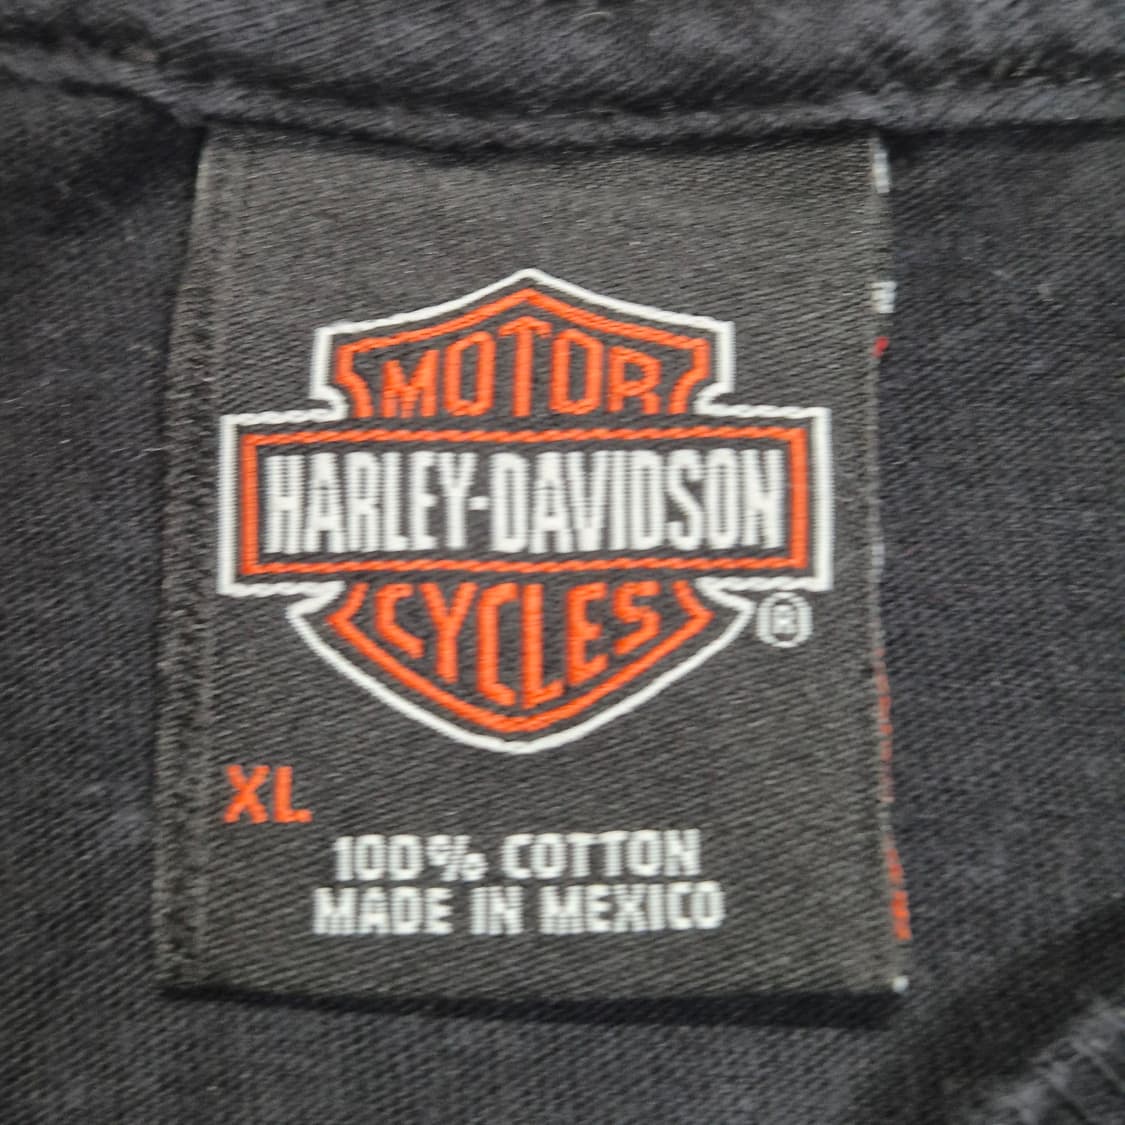 MOTOR
HARLEY-DAVIDSON
CYCLES
®
XL
100% COTTON
MADE IN MEXICO